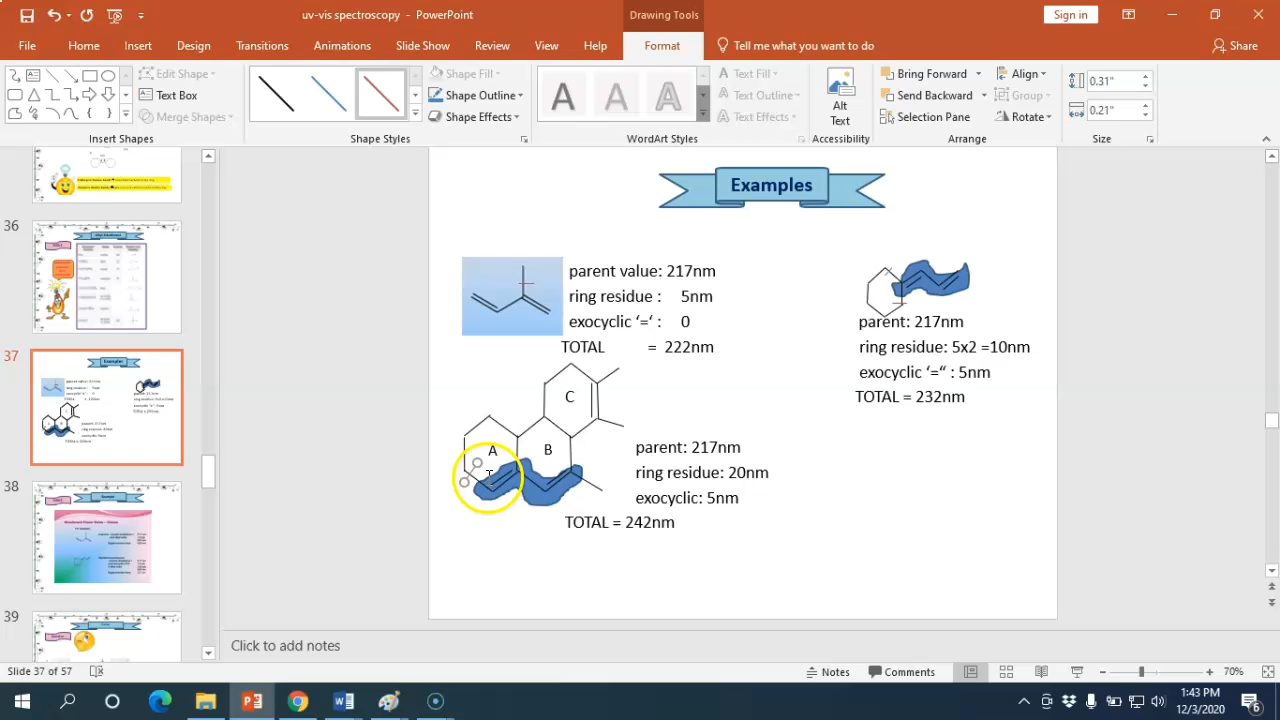 uv-vis spectroscopy - PowerPoint
Drawing Tools
Sign in
File
Home
Insert
Design
Transitions
Animations
Slide Show
Review
View
Help
Format
Tell me what you want to do
Share
Edit Shape
Text Box
Merge Shapes
Insert Shapes
Shape Fill
Shape Outline
Shape Effects
Shape Styles
A A A
Text Fill
Text Outline
Text Effects
WordArt Styles
Alt
Text
Accessibility
Bring Forward
Send Backward
Selection Pane
Align
Group
Rotate
Arrange
0.31"
0.21"
Size
36
37
38
39
Examples
parent value: 217nm
ring residue : 5nm
exocyclic ‘=‘ : 0
TOTAL = 222nm
parent: 217nm
ring residue: 5x2 =10nm
exocyclic ‘=“ : 5nm
TOTAL = 232nm
C
A
B
parent: 217nm
ring residue: 20nm
exocyclic: 5nm
TOTAL = 242nm
Click to add notes
Slide 37 of 57
Notes
Comments
70%
1:43 PM
12/3/2020
6